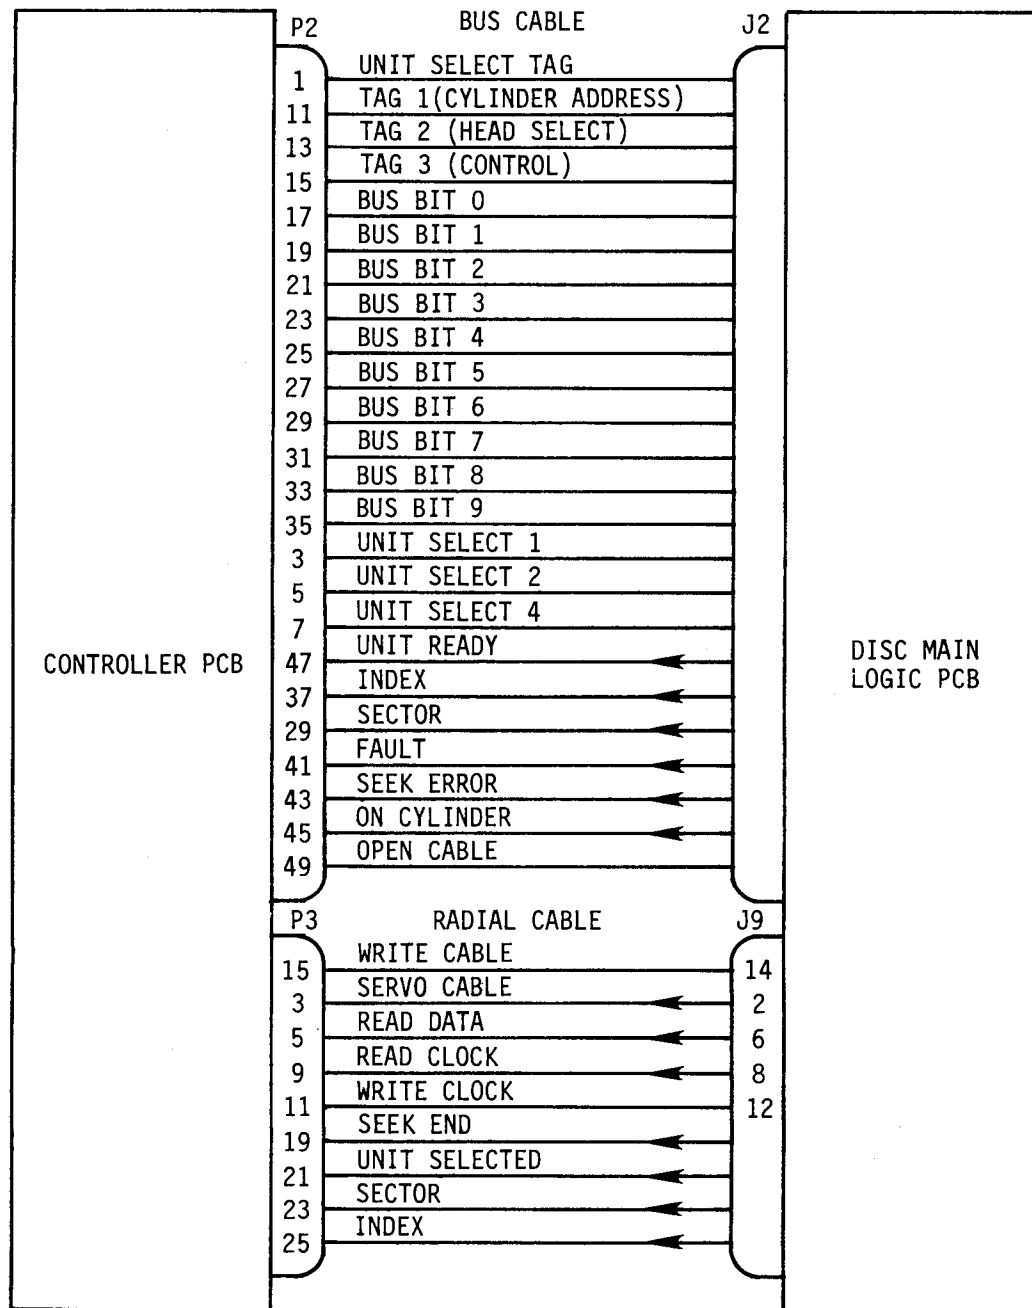 P2 BUS CABLE J2
UNIT SELECT TAG
1
TAG 1(CYLINDER ADDRESS)
11
TAG 2 (HEAD SELECT)
13
TAG 3 (CONTROL)
15
BUS BIT 0
17
BUS BIT 1
19
BUS BIT 2
21
BUS BIT 3
23
BUS BIT 4
25
BUS BIT 5
27
BUS BIT 6
29
BUS BIT 7
31
BUS BIT 8
33
BUS BIT 9
35
UNIT SELECT 1
3
UNIT SELECT 2
5
UNIT SELECT 4
7
UNIT READY
47
INDEX
37
SECTOR
29
FAULT
41
SEEK ERROR
43
ON CYLINDER
45
OPEN CABLE
49
CONTROLLER PCB
DISC MAIN
LOGIC PCB
P3 RADIAL CABLE J9
WRITE CABLE
15 14
SERVO CABLE
3 2
READ DATA
5 6
READ CLOCK
9 8
WRITE CLOCK
11 12
SEEK END
19
UNIT SELECTED
21
SECTOR
23
INDEX
25